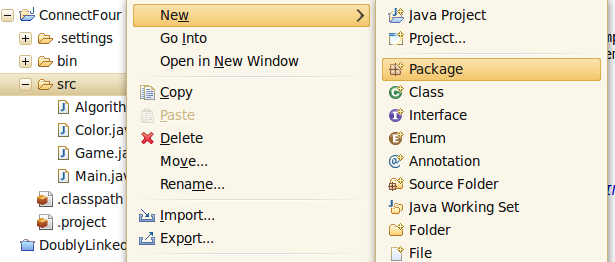 ConnectFour
.settings
bin
src
Algorith
Color.jav
Game.ja
Main.jav
.classpath
.project
DoublyLinked
New
Go Into
Open in New Window
Copy
Paste
Delete
Move...
Rename...
Import...
Export...
Java Project
Project...
Package
Class
Interface
Enum
Annotation
Source Folder
Java Working Set
Folder
File